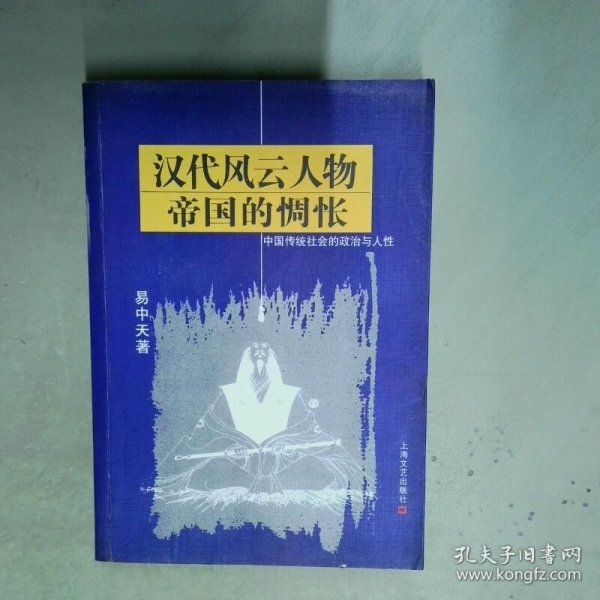 汉代风云人物
帝国的惆怅
中国传统社会的政治与人性
易中天著
上海文艺出版社
孔夫子旧书网
www.kongfz.com